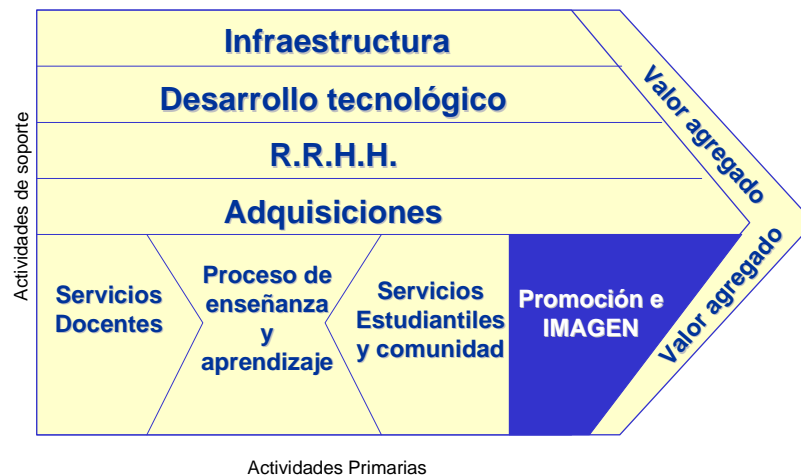 Infraestructura
Desarrollo tecnológico
R.R.H.H.
Adquisiciones
Actividades de soporte
Servicios
Docentes
Proceso de
enseñanza
y
aprendizaje
Servicios
Estudiantiles
y comunidad
Promoción e
IMAGEN
Valor agregado
Valor agregado
Actividades Primarias